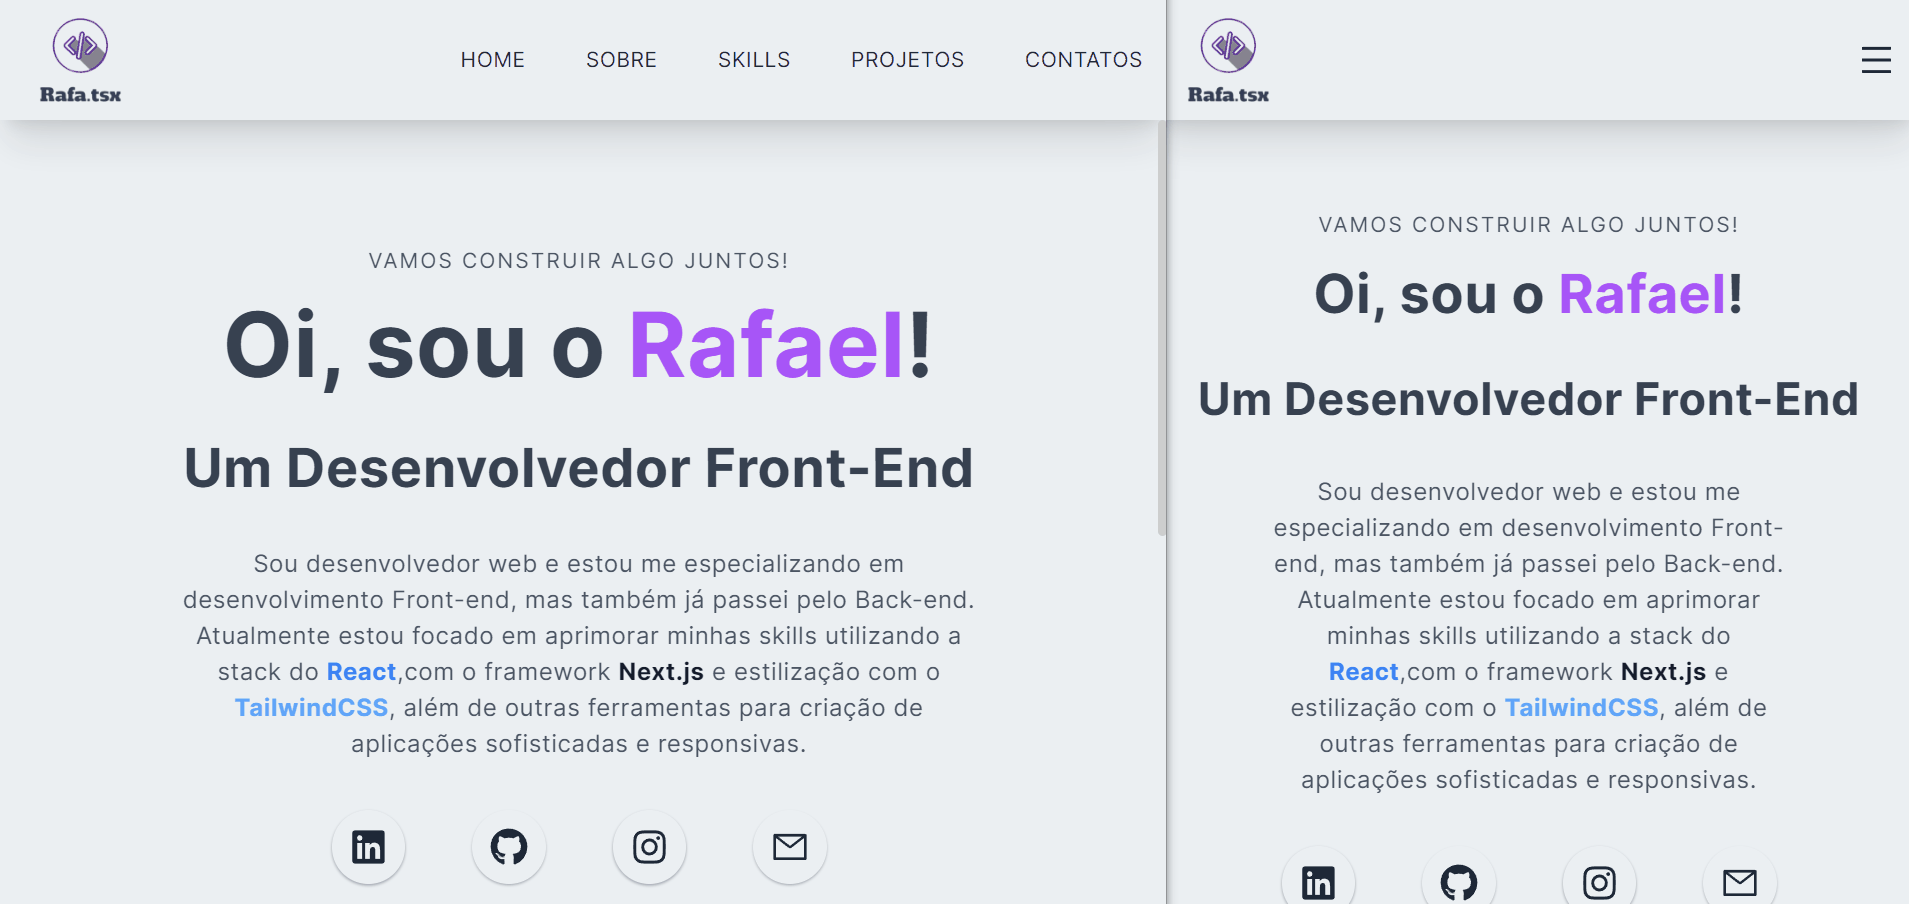 Rafa.tsx
HOME SOBRE SKILLS PROJETOS CONTATOS
VAMOS CONSTRUIR ALGO JUNTOS!
Oi, sou o Rafael!
Um Desenvolvedor Front-End
Sou desenvolvedor web e estou me especializando em
desenvolvimento Front-end, mas também já passei pelo Back-end.
Atualmente estou focado em aprimorar minhas skills utilizando a
stack do React,com o framework Next.js e estilização com o
TailwindCSS, além de outras ferramentas para criação de
aplicações sofisticadas e responsivas.
Rafa.tsx
VAMOS CONSTRUIR ALGO JUNTOS!
Oi, sou o Rafael!
Um Desenvolvedor Front-End
Sou desenvolvedor web e estou me
especializando em desenvolvimento Front-
end, mas também já passei pelo Back-end.
Atualmente estou focado em aprimorar
minhas skills utilizando a stack do
React,com o framework Next.js e
estilização com o TailwindCSS, além de
outras ferramentas para criação de
aplicações sofisticadas e responsivas.